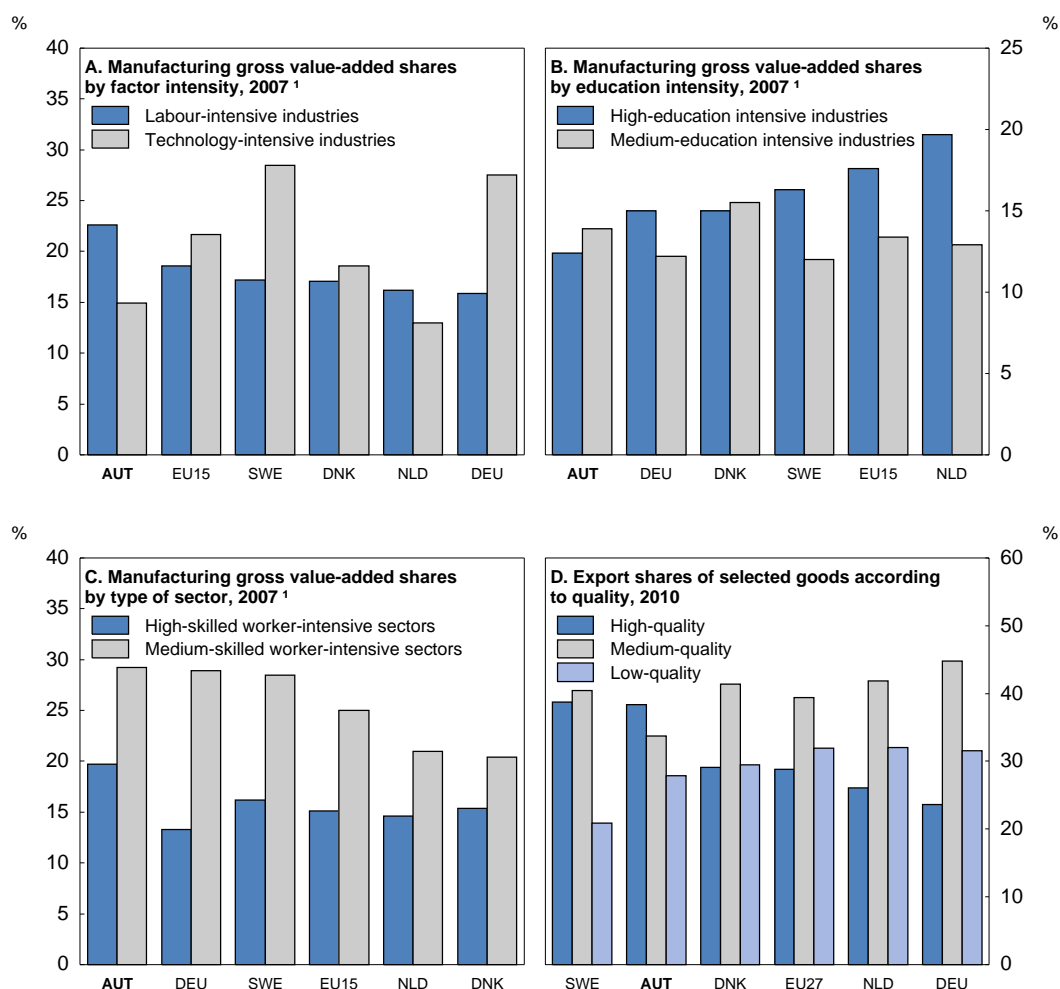 %
%
40
35
30
25
20
15
10
5
0
A. Manufacturing gross value-added shares
by factor intensity, 2007 ¹
Labour-intensive industries
Technology-intensive industries
AUT EU15 SWE DNK NLD DEU
B. Manufacturing gross value-added shares
by education intensity, 2007 ¹
High-education intensive industries
Medium-education intensive industries
25
20
15
10
5
0
AUT DEU DNK SWE EU15 NLD
%
%
40
35
30
25
20
15
10
5
0
C. Manufacturing gross value-added shares
by type of sector, 2007 ¹
High-skilled worker-intensive sectors
Medium-skilled worker-intensive sectors
AUT DEU SWE EU15 NLD DNK
D. Export shares of selected goods according
to quality, 2010
High-quality
Medium-quality
Low-quality
60
50
40
30
20
10
0
SWE AUT DNK EU27 NLD DEU